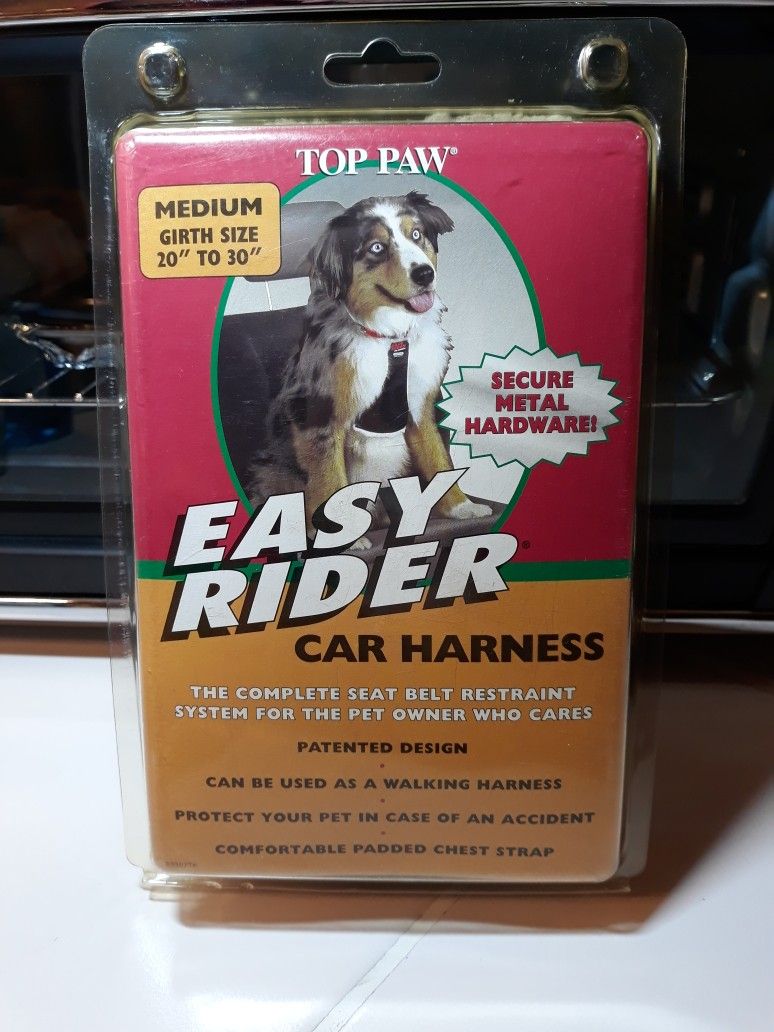 TOP PAW®
MEDIUM
GIRTH SIZE
20" TO 30"
SECURE
METAL
HARDWARE!
EASY
RIDER®
CAR HARNESS
THE COMPLETE SEAT BELT RESTRAINT
SYSTEM FOR THE PET OWNER WHO CARES
PATENTED DESIGN
•
CAN BE USED AS A WALKING HARNESS
•
PROTECT YOUR PET IN CASE OF AN ACCIDENT
•
COMFORTABLE PADDED CHEST STRAP